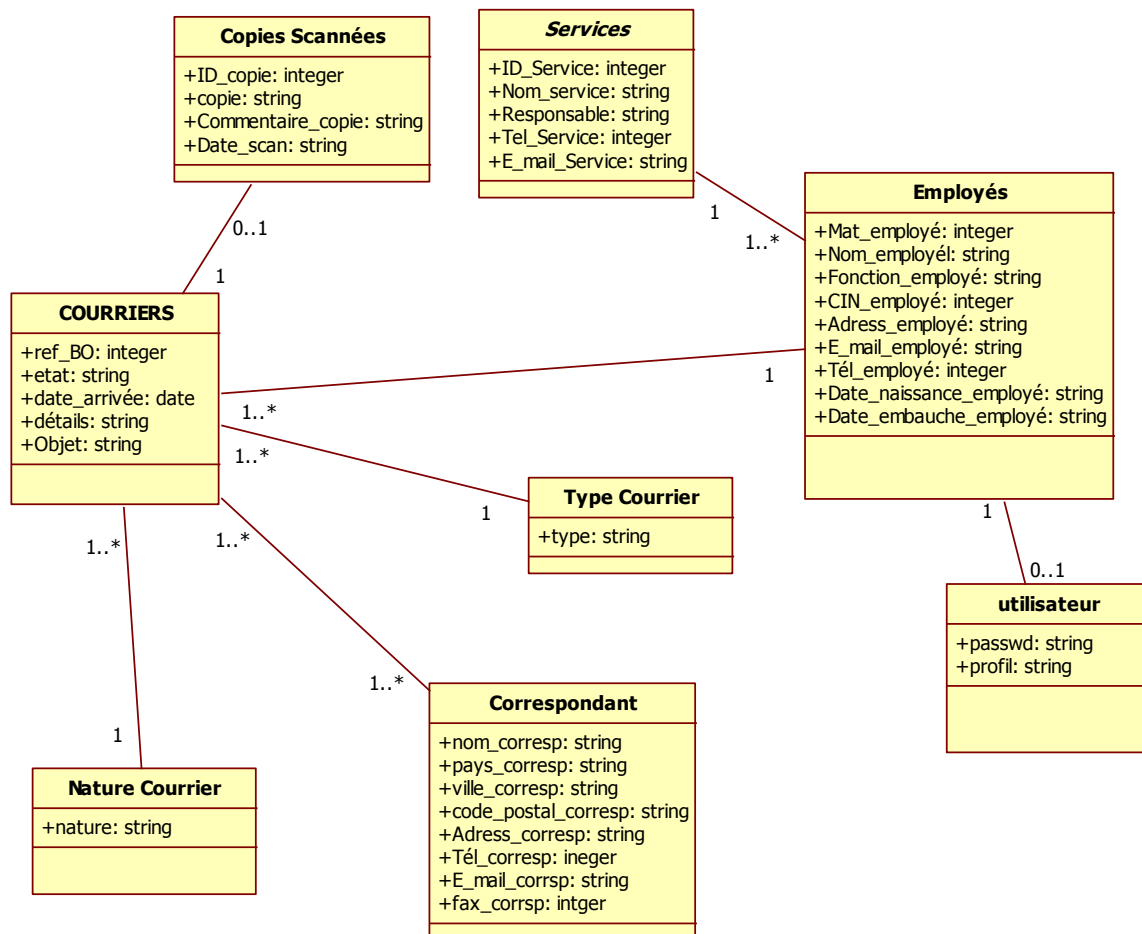 Copies Scannées
+ID_copie: integer
+copie: string
+Commentaire_copie: string
+Date_scan: string
Services
+ID_Service: integer
+Nom_service: string
+Responsable: string
+Tel_Service: integer
+E_mail_Service: string
Employés
+Mat_employé: integer
+Nom_employél: string
+Fonction_employé: string
+CIN_employé: integer
+Adress_employé: string
+E_mail_employé: string
+Tél_employé: integer
+Date_naissance_employé: string
+Date_embauche_employé: string
1
1..*
0..1
1
COURRIERS
+ref_BO: integer
+etat: string
+date_arrivée: date
+détails: string
+Objet: string
1..*
1
1..*
1
Type Courrier
+type: string
1..*
1
1..*
1..*
1
0..1
utilisateur
+passwd: string
+profil: string
Nature Courrier
+nature: string
Correspondant
+nom_corresp: string
+pays_corresp: string
+ville_corresp: string
+code_postal_corresp: string
+Adress_corresp: string
+Tél_corresp: ineger
+E_mail_corrsp: string
+fax_corrsp: intger